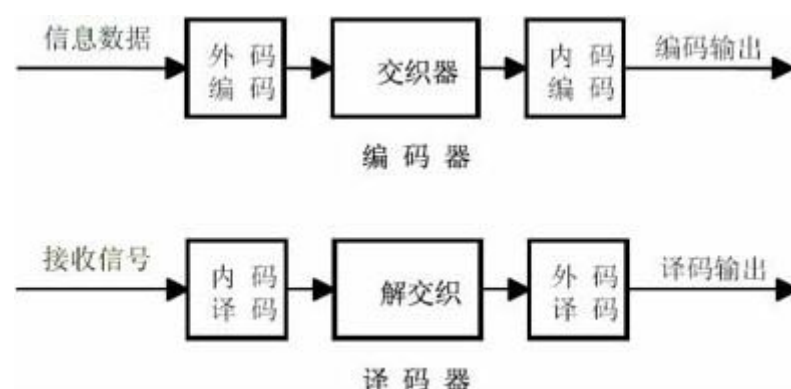 信息数据
外 码
编 码
交织器
内 码
编 码
编码输出
编 码 器
接收信号
内 码
译 码
解交织
外 码
译 码
译码输出
译 码 器